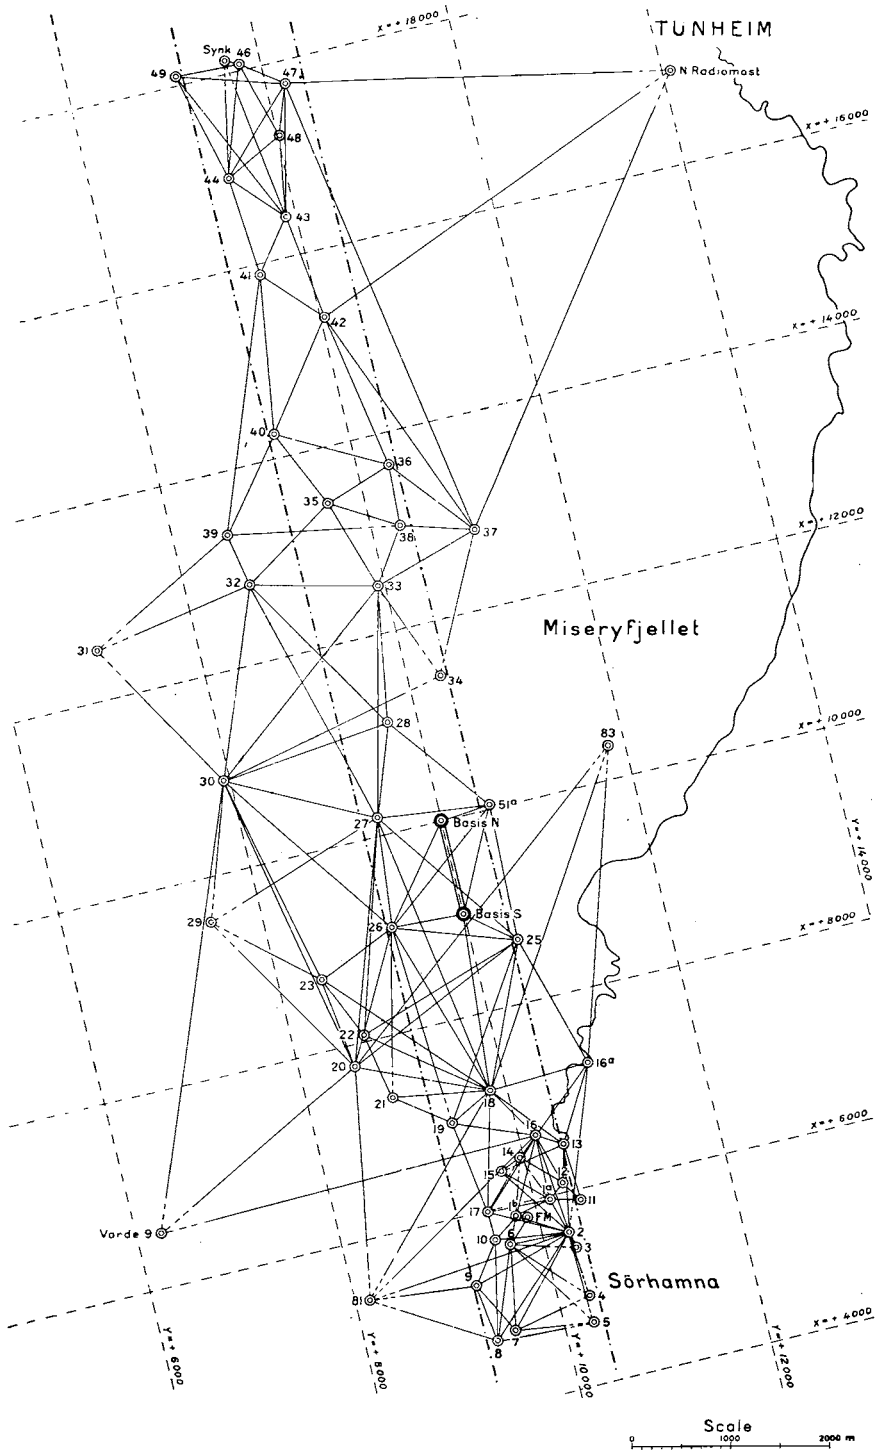 X = + 18000
TUNHEIM
Synk
46
49
47
N Radiomast
X = + 16000
48
44
43
41
42
X = + 14000
40
36
35
39
38
37
X = + 12000
32
33
Miseryfjellet
31
34
28
X = + 10000
83
30
51a
27
Basis N
Y = + 14000
29
Basis S
26
25
X = + 8000
23
22
20
16a
21
18
19
16
13
X = + 6000
14
15
12
1a
11
17
1b
FM
Varde 9
10
6
2
3
9
Sörhamna
81
4
5
X = + 4000
7
8
Y = + 6000
Y = + 8000
Y = + 10000
Y = + 12000
Scale
0 1000 2000 m